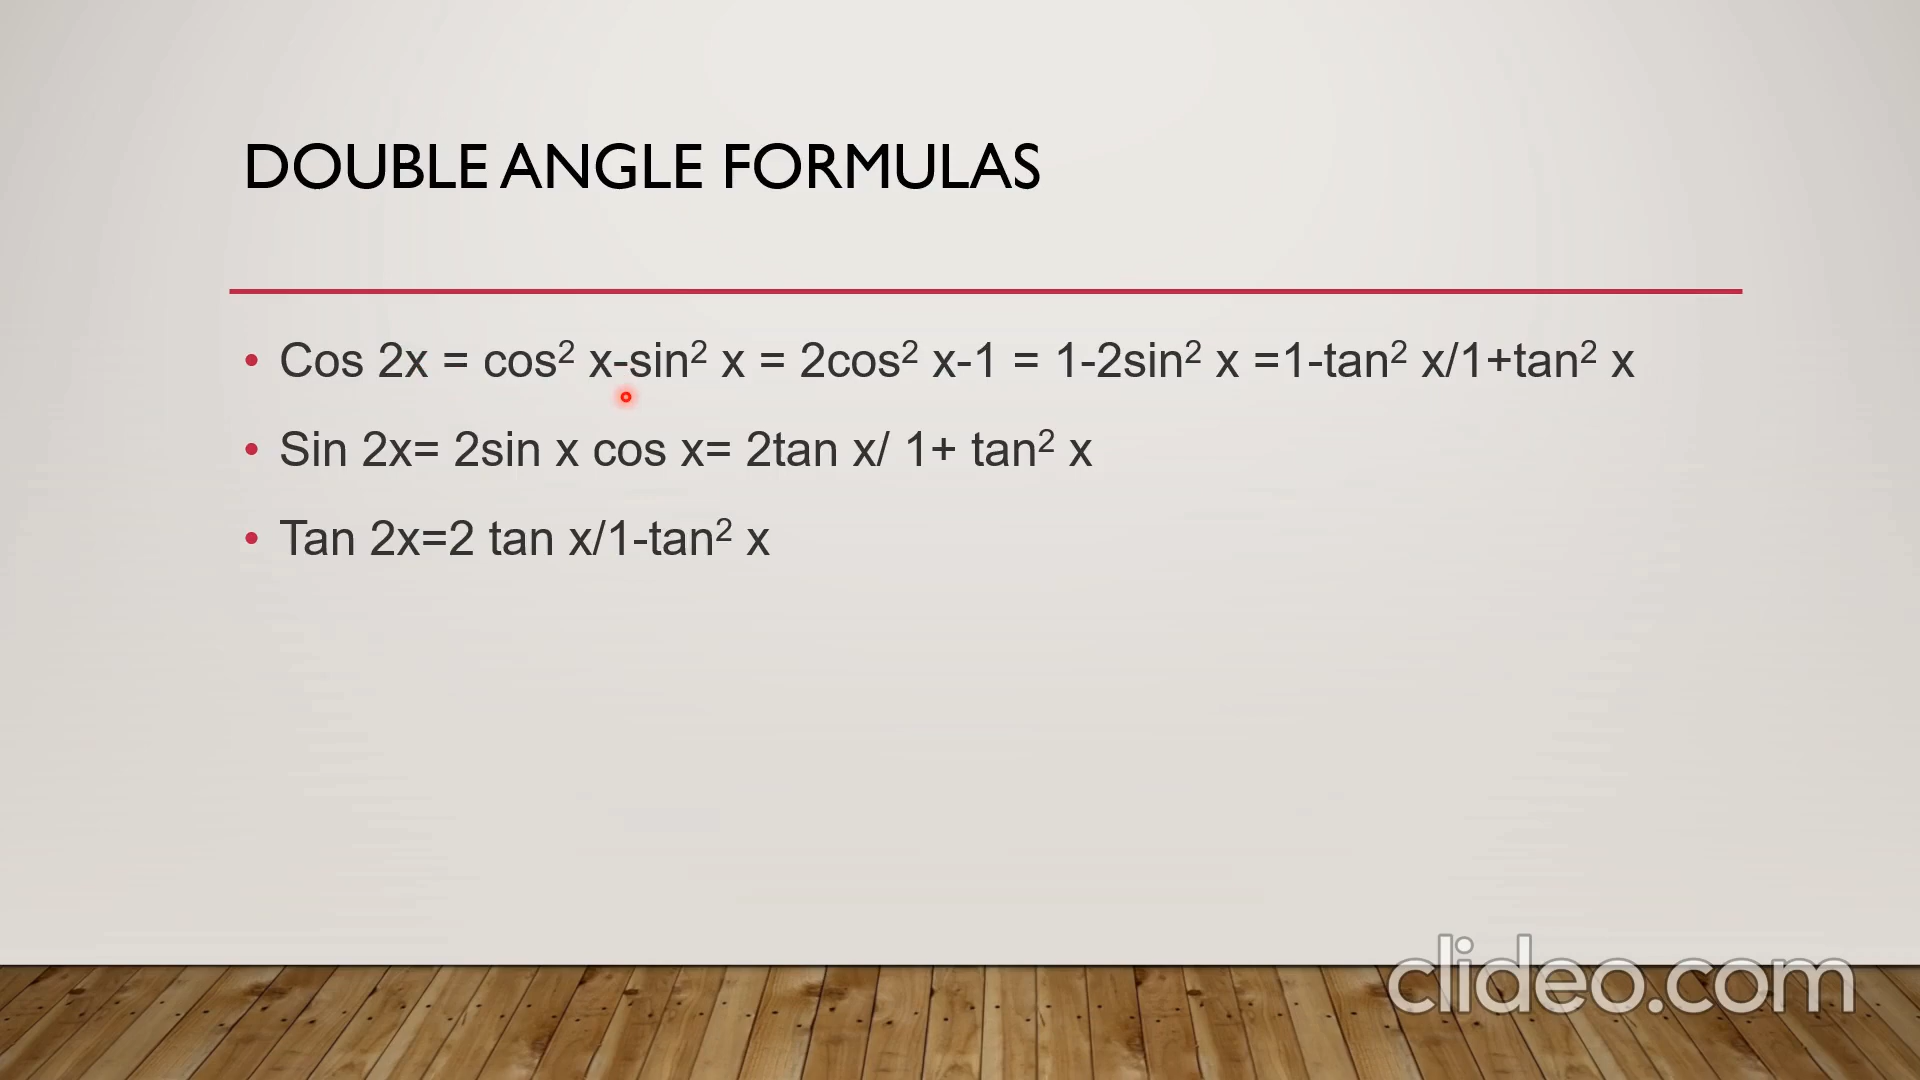 DOUBLE ANGLE FORMULAS
• Cos 2x = cos² x-sin² x = 2cos² x-1 = 1-2sin² x =1-tan² x/1+tan² x
• Sin 2x= 2sin x cos x= 2tan x/ 1+ tan² x
• Tan 2x=2 tan x/1-tan² x
clideo.com